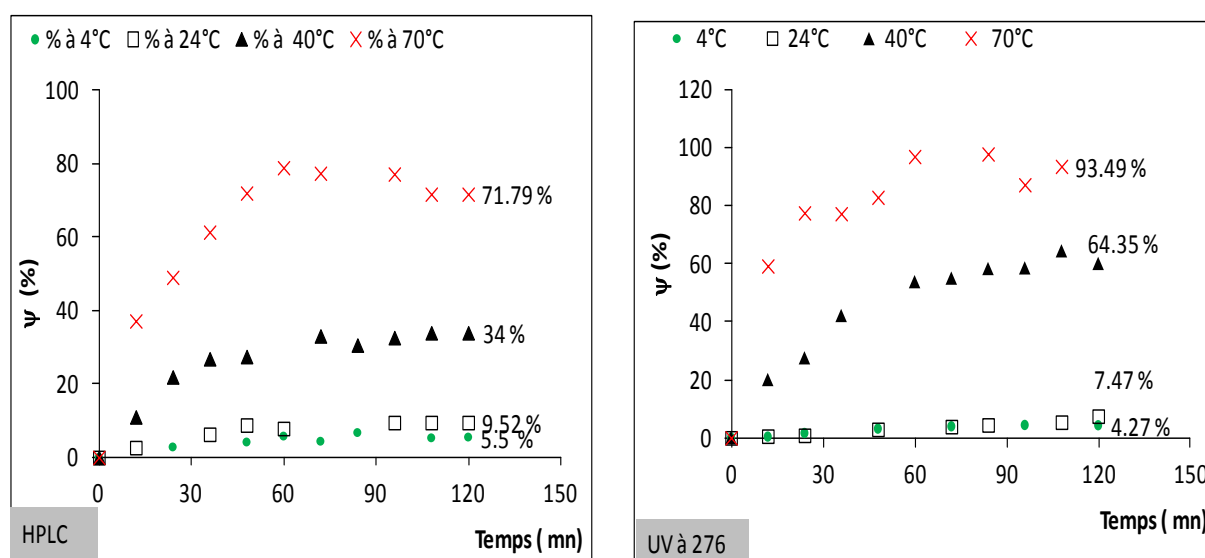 % à 4°C % à 24°C % à 40°C % à 70°C
100
80
60
40
20
0
0 30 60 90 120 150
Ψ (%)
71.79 %
34 %
9.52 %
5.5 %
Temps ( mn)
HPLC
4°C 24°C 40°C 70°C
120
100
80
60
40
20
0
0 30 60 90 120 150
Ψ (%)
93.49 %
64.35 %
7.47 %
4.27 %
Temps ( mn)
UV à 276